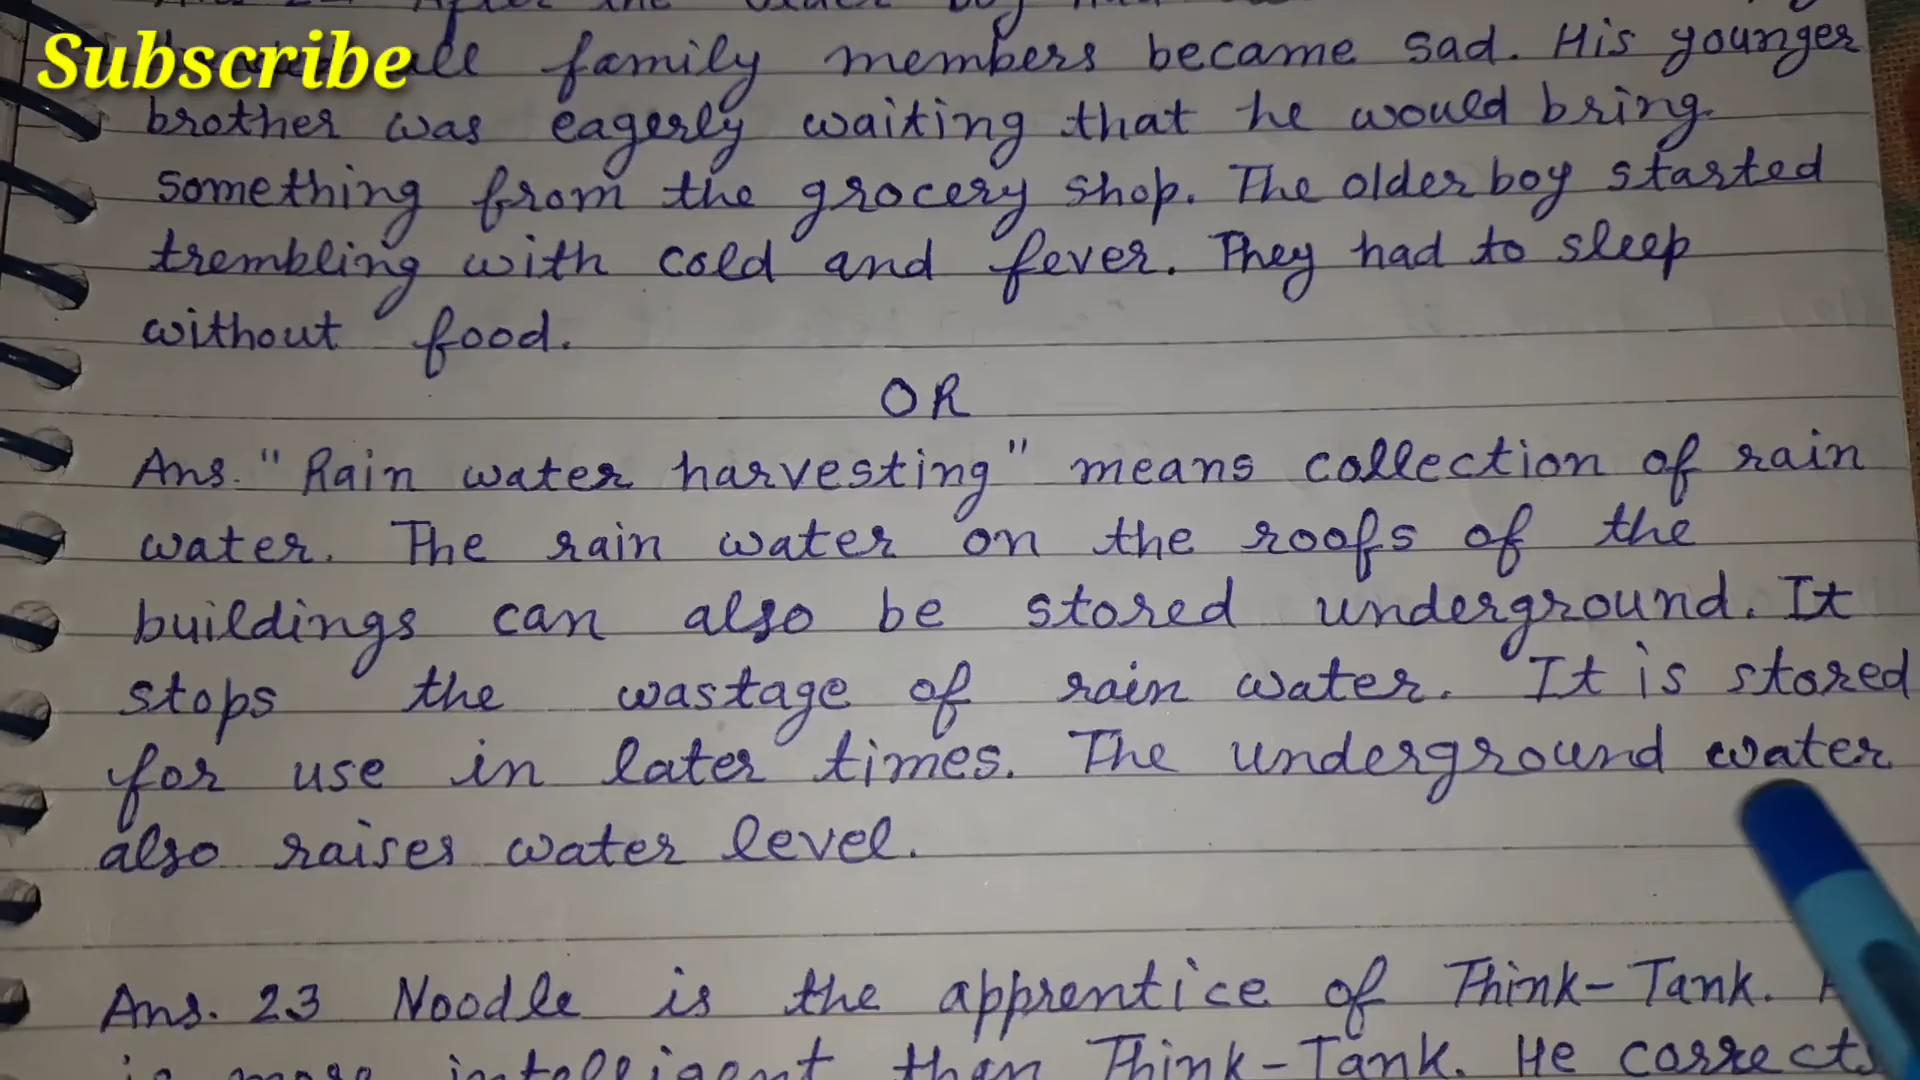 Subscribe
all family members became sad. His younger
brother was eagerly waiting that he would bring
something from the grocery shop. The older boy started
trembling with cold and fever. They had to sleep
without food.
OR
Ans. "Rain water harvesting" means collection of rain
water. The rain water on the roofs of the
buildings can also be stored underground. It
stops the wastage of rain water. It is stored
for use in later times. The underground water
also raises water level.
Ans. 23 Noodle is the apprentice of Think-Tank.
is more intelligent than Think-Tank. He corrects